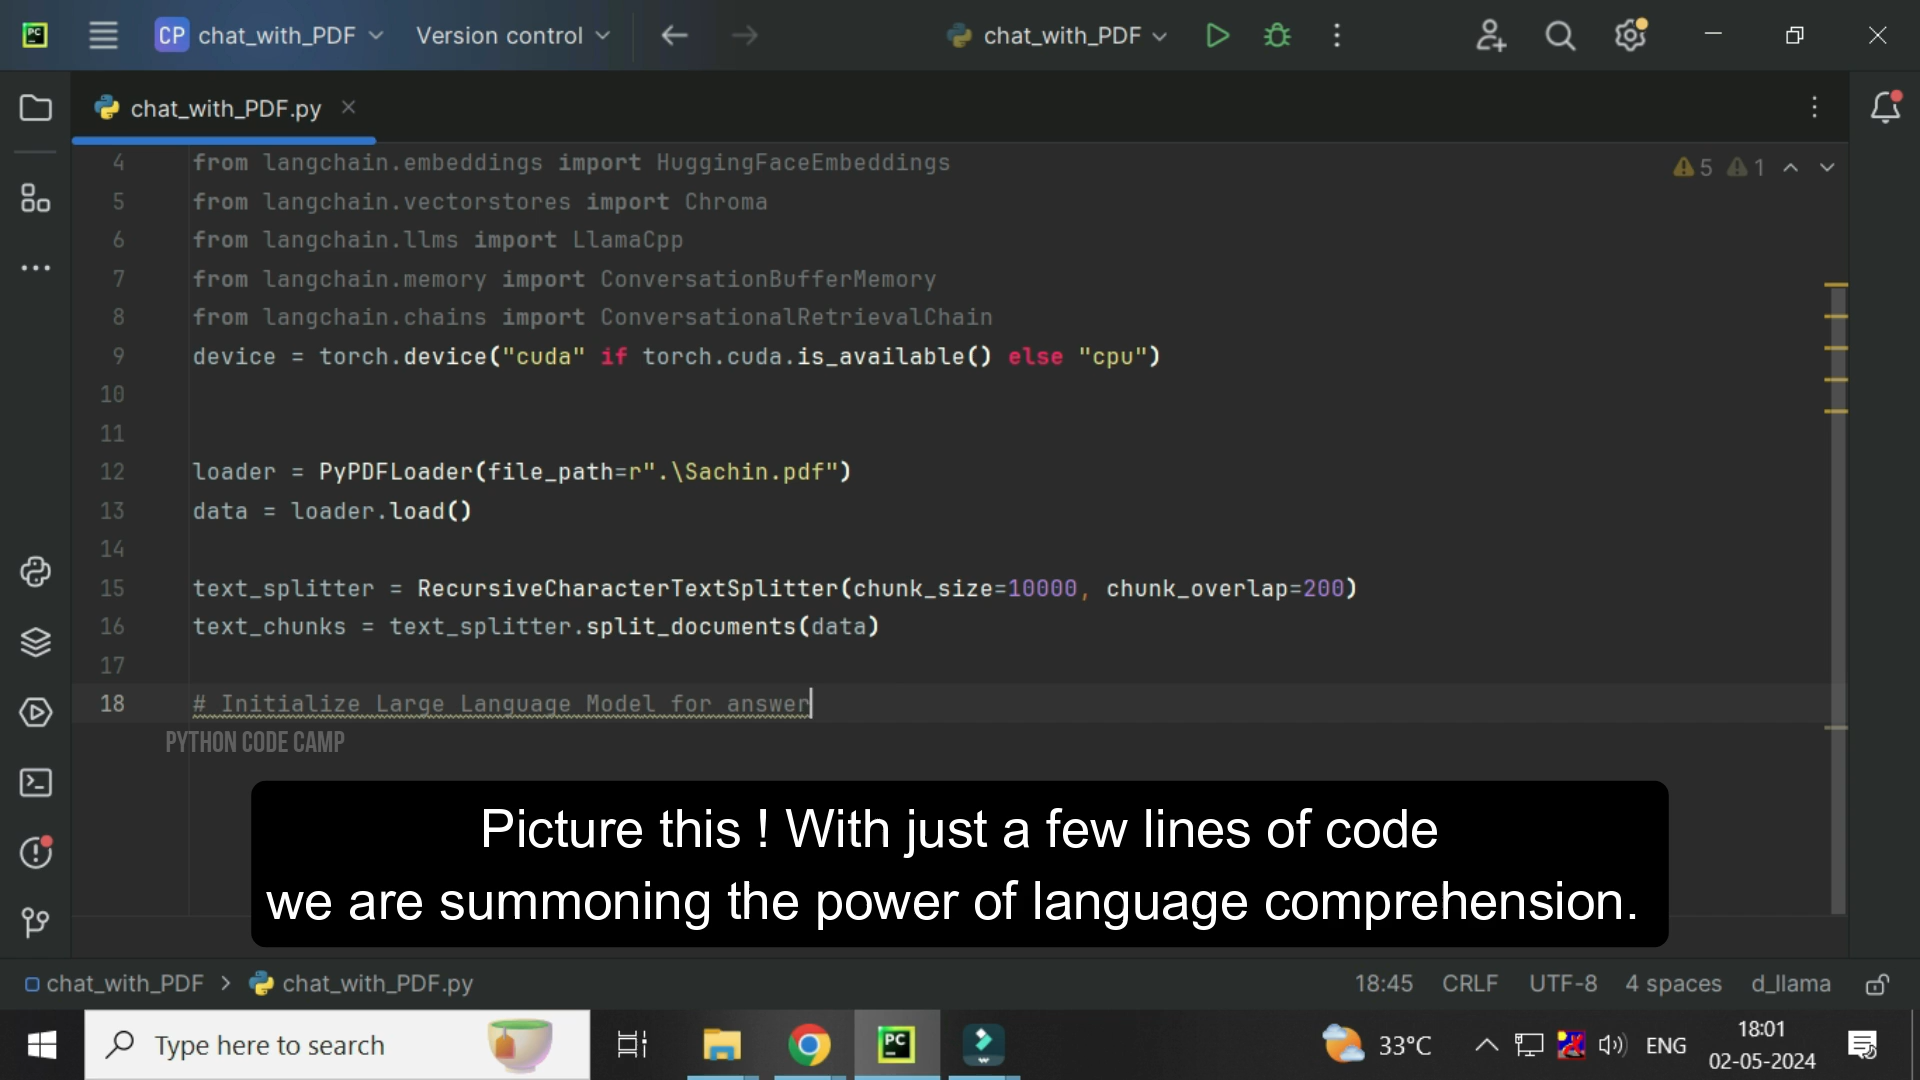 PC
CP chat_with_PDF Version control chat_with_PDF
chat_with_PDF.py
5 1
4 from langchain.embeddings import HuggingFaceEmbeddings
5 from langchain.vectorstores import Chroma
6 from langchain.llms import LlamaCpp
7 from langchain.memory import ConversationBufferMemory
8 from langchain.chains import ConversationalRetrievalChain
9 device = torch.device("cuda" if torch.cuda.is_available() else "cpu")
10
11
12 loader = PyPDFLoader(file_path=r".\Sachin.pdf")
13 data = loader.load()
14
15 text_splitter = RecursiveCharacterTextSplitter(chunk_size=10000, chunk_overlap=200)
16 text_chunks = text_splitter.split_documents(data)
17
18 # Initialize Large Language Model for answer
PYTHON CODE CAMP
Picture this ! With just a few lines of code
we are summoning the power of language comprehension.
chat_with_PDF > chat_with_PDF.py 18:45 CRLF UTF-8 4 spaces d_llama
Type here to search PC 33°C ENG 18:01
02-05-2024